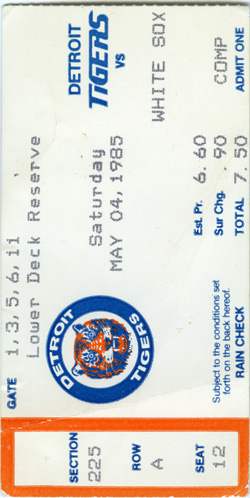 DETROIT
TIGERS
VS
WHITE SOX
Saturday
MAY 04, 1985
GATE 1,3,5,6,11
Lower Deck Reserve
DETROIT TIGERS
Est. Pr. 6.60
Sur Chg. 90 COMP
TOTAL 7.50 ADMIT ONE
Subject to the conditions set
forth on the back hereof.
RAIN CHECK
SECTION 225
ROW A
SEAT 12